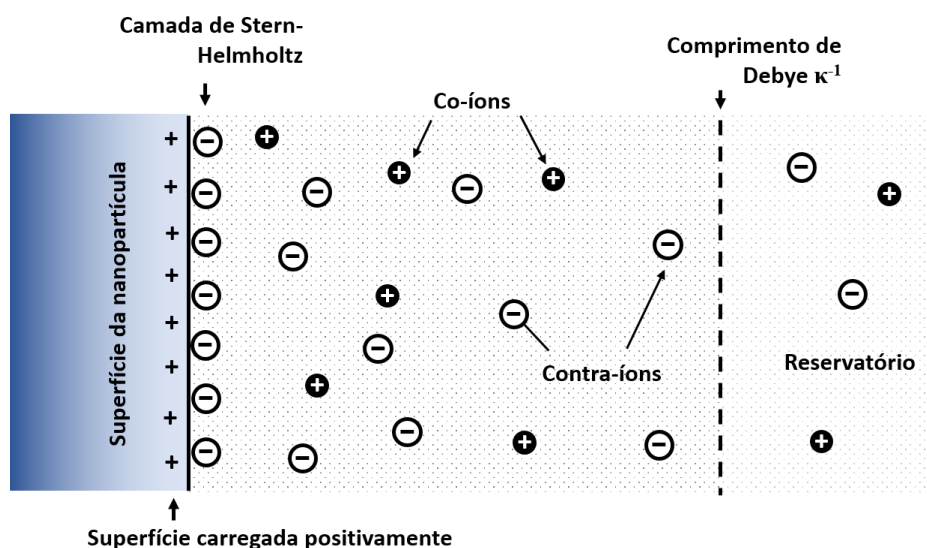 Camada de Stern-
Helmholtz
Comprimento de
Debye κ⁻¹
Co-íons
Superfície da nanopartícula
Contra-íons
Reservatório
Superfície carregada positivamente